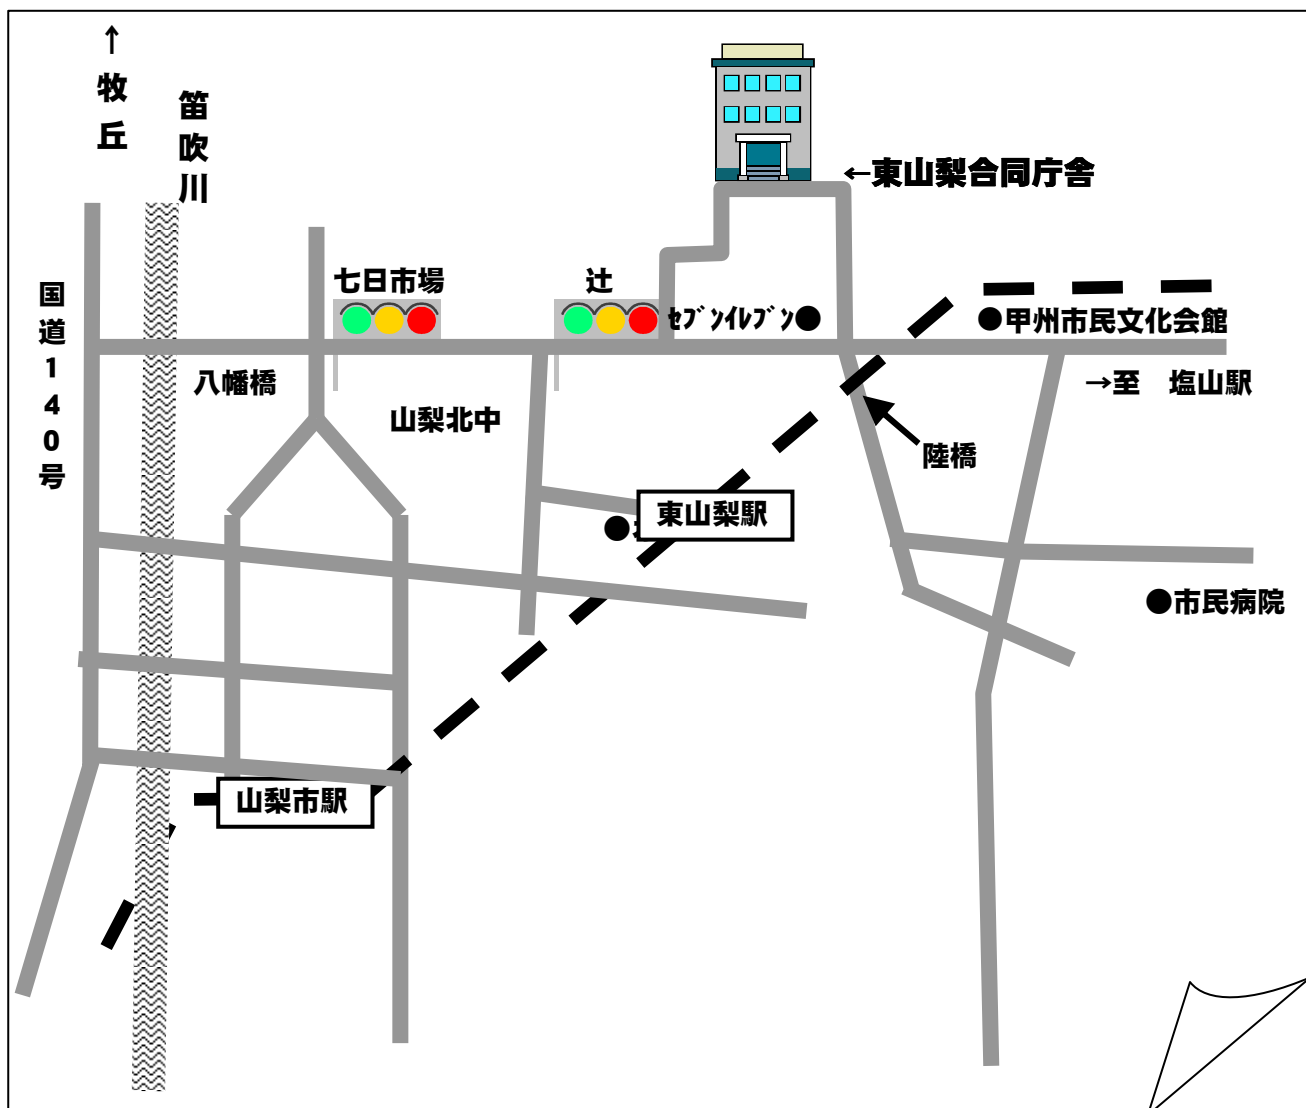 ↑
牧丘
笛吹川
←東山梨合同庁舎
七日市場
辻
国道140号
ｾﾌﾞﾝｲﾚﾌﾞﾝ●
●甲州市民文化会館
八幡橋
→至　塩山駅
山梨北中
陸橋
東山梨駅
●市民病院
山梨市駅